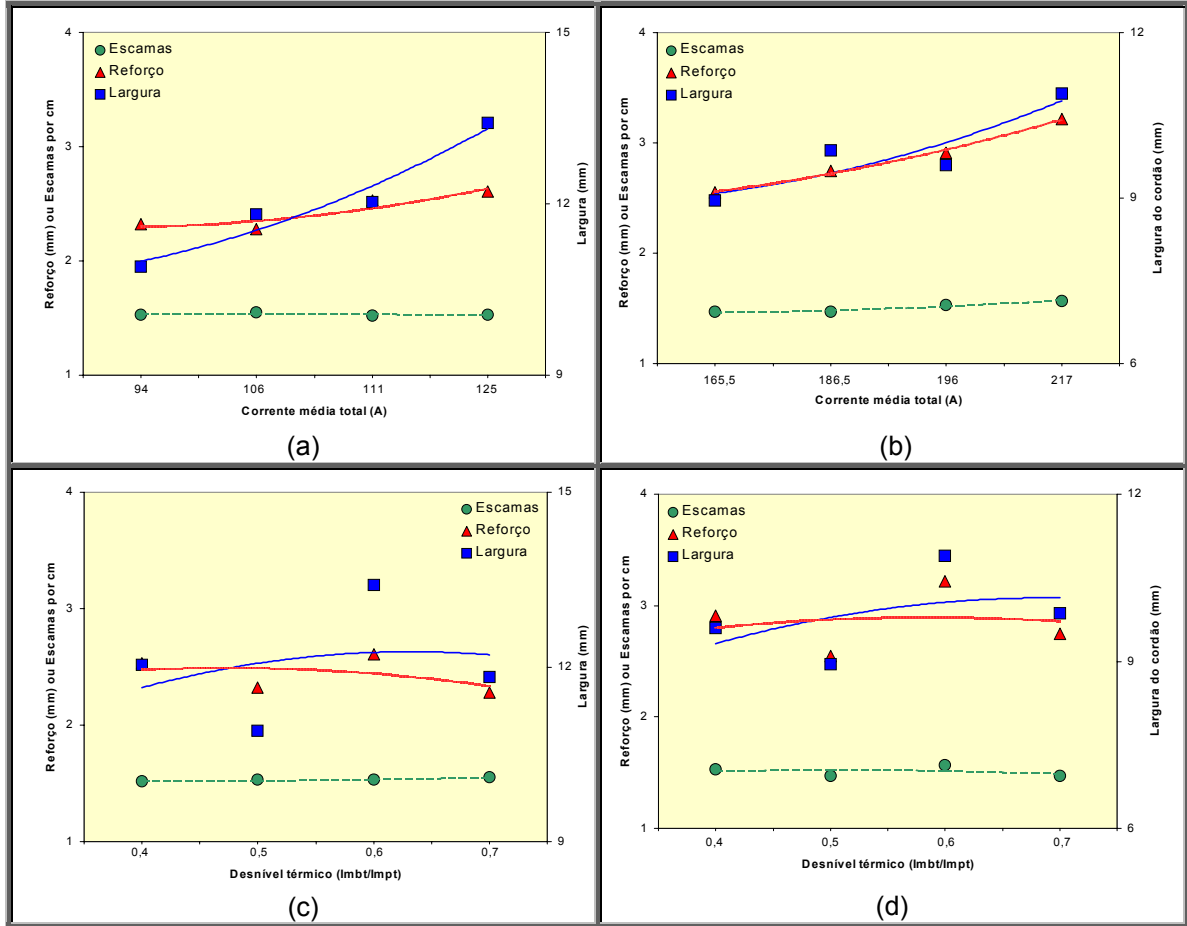 Escamas
Reforço
Largura
Reforço (mm) ou Escamas por cm
4
3
2
1
15
12
9
Largura (mm)
94 106 111 125
Corrente média total (A)
(a)
Escamas
Reforço
Largura
Reforço (mm) ou Escamas por cm
4
3
2
1
12
9
6
Largura do cordão (mm)
165,5 186,5 196 217
Corrente média total (A)
(b)
Escamas
Reforço
Largura
Reforço (mm) ou Escamas por cm
4
3
2
1
15
12
9
Largura (mm)
0,4 0,5 0,6 0,7
Desnível térmico (Imbt/Impt)
(c)
Escamas
Reforço
Largura
Reforço (mm) ou Escamas por cm
4
3
2
1
12
9
6
Largura do cordão (mm)
0,4 0,5 0,6 0,7
Desnível térmico (Imbt/Impt)
(d)